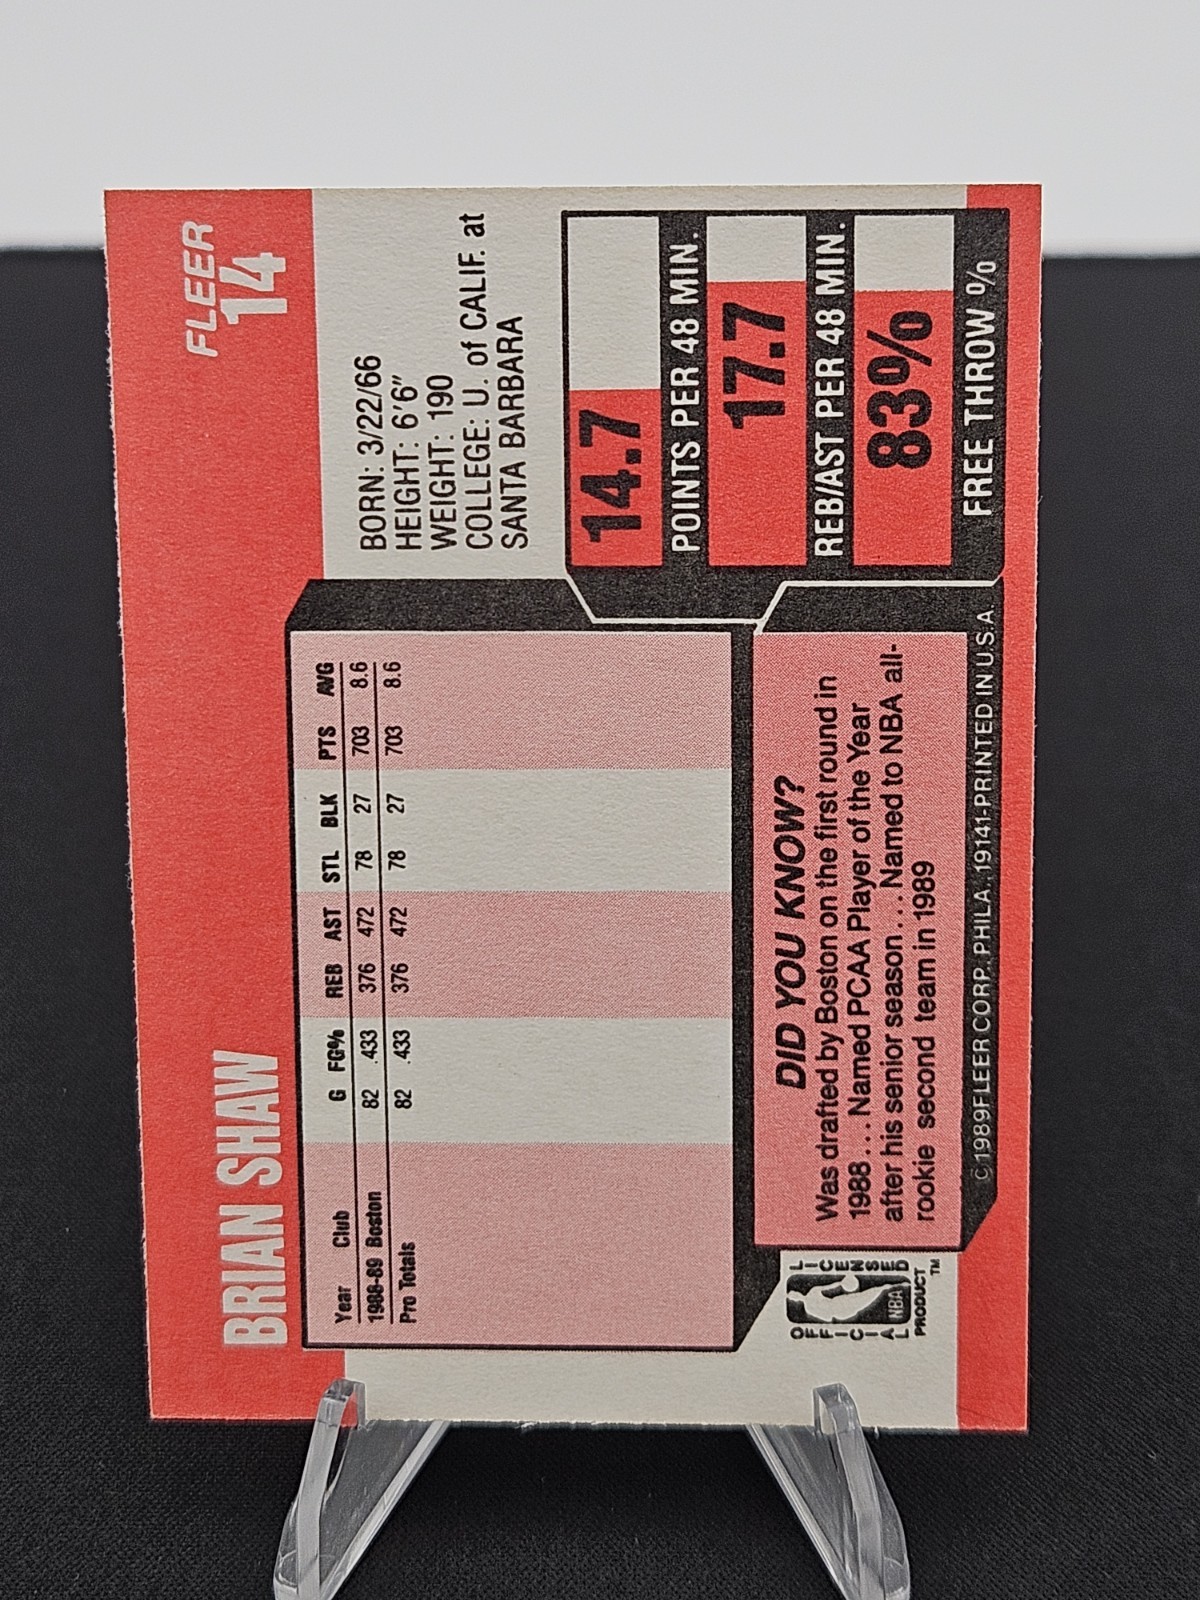 BRIAN SHAW
FLEER
14
Year Club G FG% REB AST STL BLK PTS AVG
1988-89 Boston 82 .433 376 472 78 27 703 8.6
Pro Totals 82 .433 376 472 78 27 703 8.6
BORN: 3/22/66
HEIGHT: 6'6"
WEIGHT: 190
COLLEGE: U. of CALIF. at
SANTA BARBARA
14.7
POINTS PER 48 MIN.
17.7
REB/AST PER 48 MIN.
83%
FREE THROW %
DID YOU KNOW?
Was drafted by Boston on the first round in
1988... Named PCAA Player of the Year
after his senior season... Named to NBA all-
rookie second team in 1989
OFFICIAL
LICENSED
NBA
PRODUCT™
©1989 FLEER CORP., PHILA., 19141-PRINTED IN U.S.A.